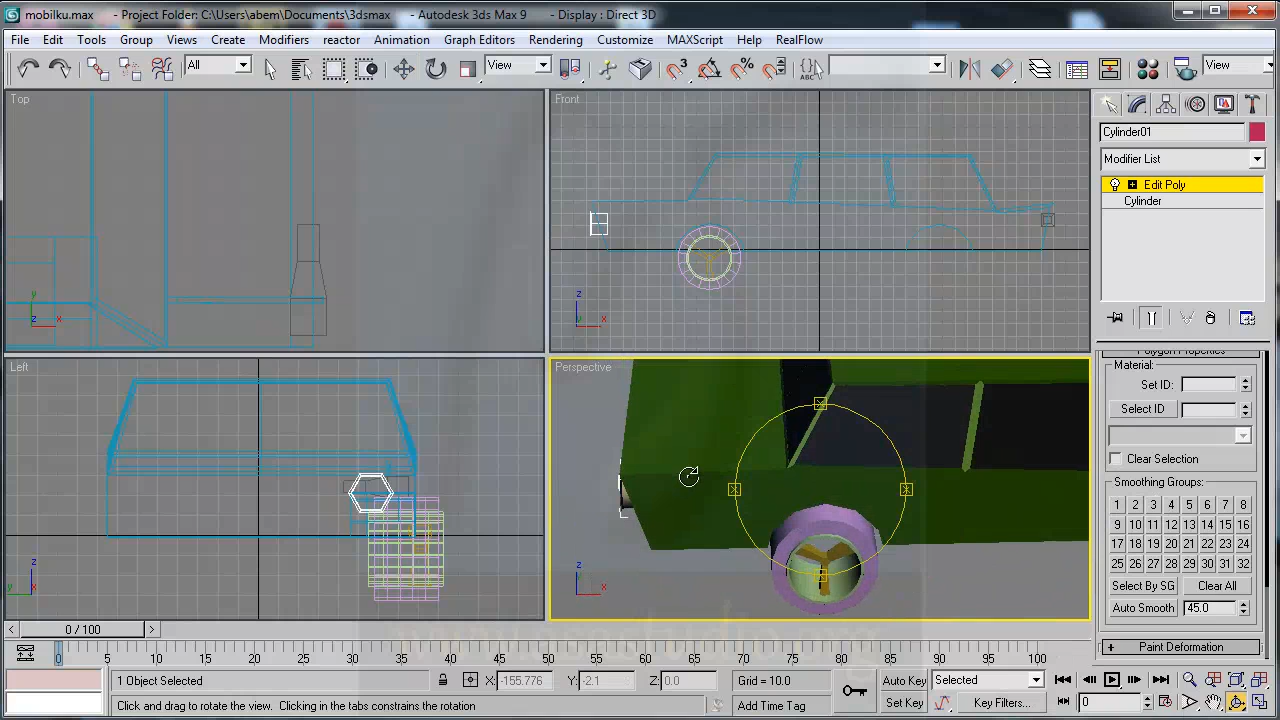 mobilku.max - Project Folder: C:\Users\abem\Documents\3dsmax - Autodesk 3ds Max 9 - Display : Direct 3D
File Edit Tools Group Views Create Modifiers reactor Animation Graph Editors Rendering Customize MAXScript Help RealFlow
All View 3 % ABC View
Top Front
Cylinder01
Modifier List
Edit Poly
Cylinder
y z x z x
Left Perspective
Polygon Properties
Material:
Set ID:
Select ID
Clear Selection
Smoothing Groups:
1 2 3 4 5 6 7 8
9 10 11 12 13 14 15 16
17 18 19 20 21 22 23 24
25 26 27 28 29 30 31 32
Select By SG Clear All
Auto Smooth 45.0
z y x z x
0 / 100
+ Paint Deformation
0 5 10 15 20 25 30 35 40 45 50 55 60 65 70 75 80 85 90 95 100
1 Object Selected X: -155.776 Y: -2.1 Z: 0.0 Grid = 10.0 Auto Key Selected
Click and drag to rotate the view. Clicking in the tabs constrains the rotation Add Time Tag Set Key Key Filters... 0